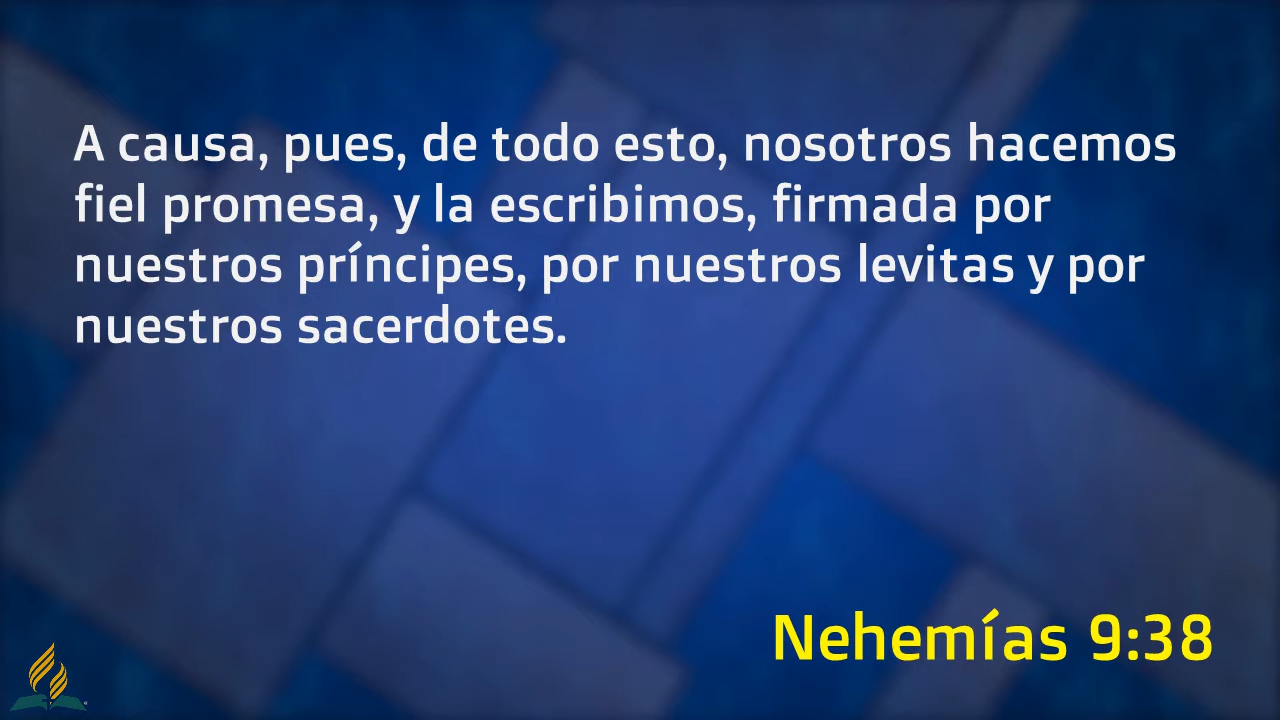 A causa, pues, de todo esto, nosotros hacemos
fiel promesa, y la escribimos, firmada por
nuestros príncipes, por nuestros levitas y por
nuestros sacerdotes.
Nehemías 9:38